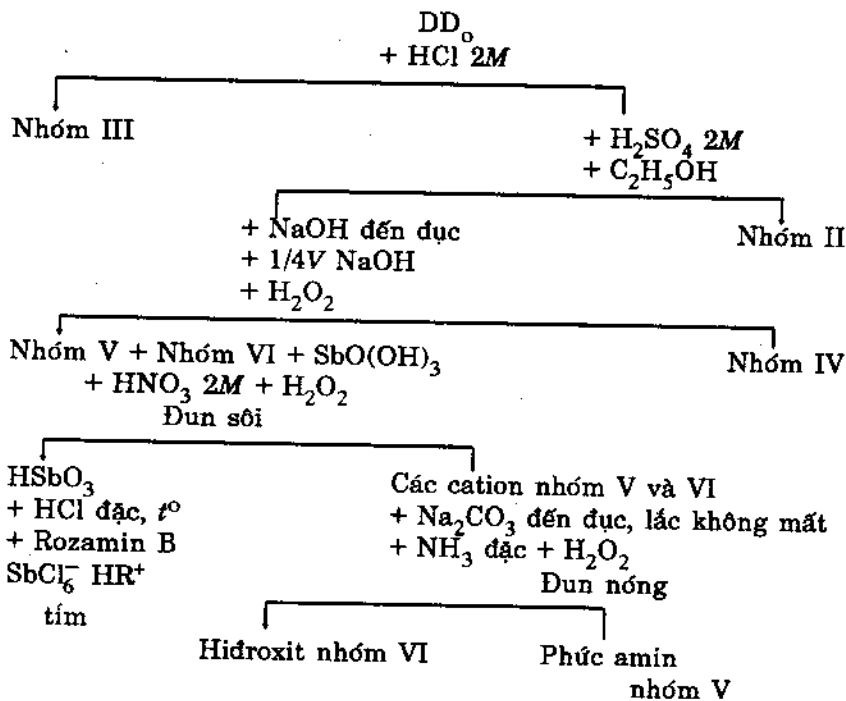 DD₀
+ HCl 2M
Nhóm III
+ H₂SO₄ 2M
+ C₂H₅OH
+ NaOH đến đục
+ 1/4V NaOH
+ H₂O₂
Nhóm II
Nhóm V + Nhóm VI + SbO(OH)₃
+ HNO₃ 2M + H₂O₂
Đun sôi
Nhóm IV
HSbO₃
+ HCl đặc, t°
+ Rozamin B
SbCl₆⁻ HR⁺
tím
Các cation nhóm V và VI
+ Na₂CO₃ đến đục, lắc không mất
+ NH₃ đặc + H₂O₂
Đun nóng
Hiđroxit nhóm VI
Phức amin
nhóm V